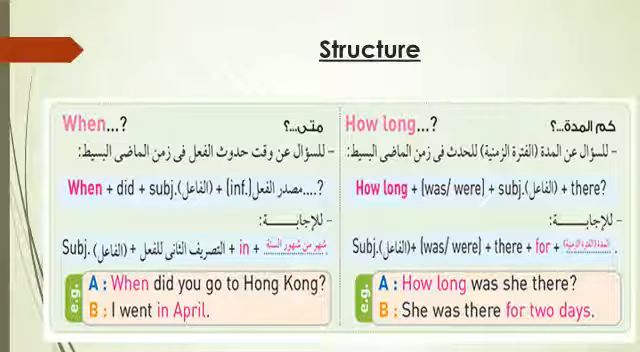 Structure
When...? متى...؟
- للسؤال عن وقت حدوث الفعل فى زمن الماضى البسيط:
When + did + subj.(الفاعل) + (inf.) مصدر الفعل....?
- للإجابــــــة:
Subj. (الفاعل) + التصريف الثانى للفعل + in + شهر من شهور السنة .
e.g.
A : When did you go to Hong Kong?
B : I went in April.
How long...? كم المدة...؟
- للسؤال عن المدة (الفترة الزمنية) للحدث فى زمن الماضى البسيط:
How long + (was/ were) + subj.(الفاعل) + there?
- للإجابــــــة:
Subj.(الفاعل)+ (was/ were) + there + for + المدة (الفترة الزمنية) .
e.g.
A : How long was she there?
B : She was there for two days.